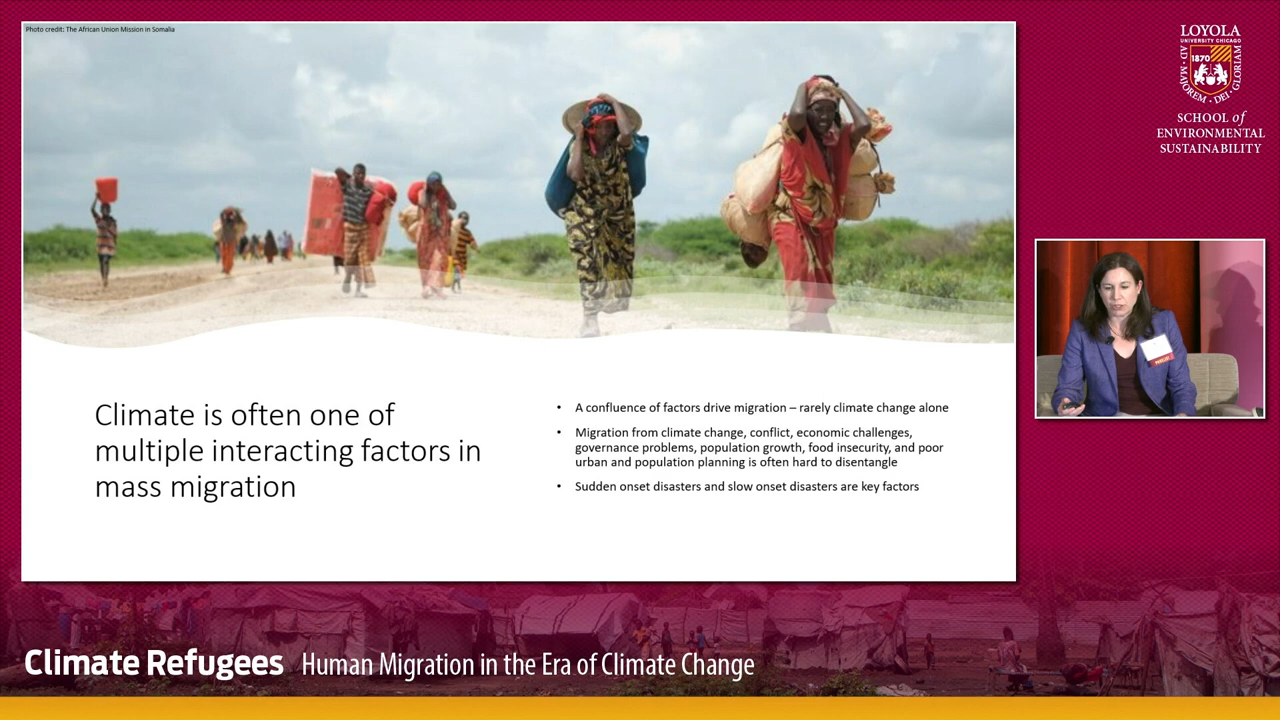 Photo credit: The African Union Mission in Somalia
LOYOLA
UNIVERSITY CHICAGO
1870
AD · MAJOREM · DEI · GLORIAM
SCHOOL of
ENVIRONMENTAL
SUSTAINABILITY
Climate is often one of
multiple interacting factors in
mass migration
• A confluence of factors drive migration – rarely climate change alone
• Migration from climate change, conflict, economic challenges,
governance problems, population growth, food insecurity, and poor
urban and population planning is often hard to disentangle
• Sudden onset disasters and slow onset disasters are key factors
Climate Refugees Human Migration in the Era of Climate Change